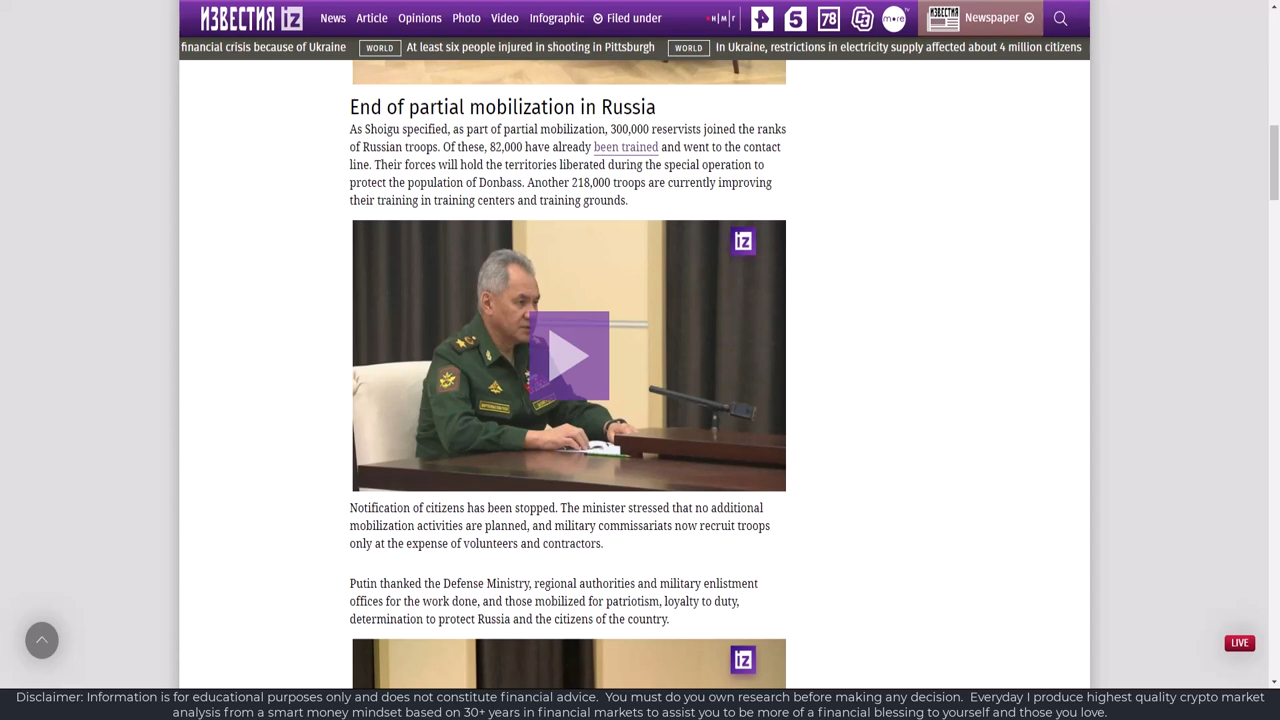 ИЗВЕСТИЯ iz News Article Opinions Photo Video Infographic Filed under 5 78 more TV ИЗВЕСТИЯ Newspaper
financial crisis because of Ukraine WORLD At least six people injured in shooting in Pittsburgh WORLD In Ukraine, restrictions in electricity supply affected about 4 million citizens
End of partial mobilization in Russia
As Shoigu specified, as part of partial mobilization, 300,000 reservists joined the ranks
of Russian troops. Of these, 82,000 have already been trained and went to the contact
line. Their forces will hold the territories liberated during the special operation to
protect the population of Donbass. Another 218,000 troops are currently improving
their training in training centers and training grounds.
iz
Notification of citizens has been stopped. The minister stressed that no additional
mobilization activities are planned, and military commissariats now recruit troops
only at the expense of volunteers and contractors.
Putin thanked the Defense Ministry, regional authorities and military enlistment
offices for the work done, and those mobilized for patriotism, loyalty to duty,
determination to protect Russia and the citizens of the country.
LIVE
iz
Disclaimer: Information is for educational purposes only and does not constitute financial advice. You must do you own research before making any decision. Everyday I produce highest quality crypto market
analysis from a smart money mindset based on 30+ years in financial markets to assist you to be more of a financial blessing to yourself and those you love.